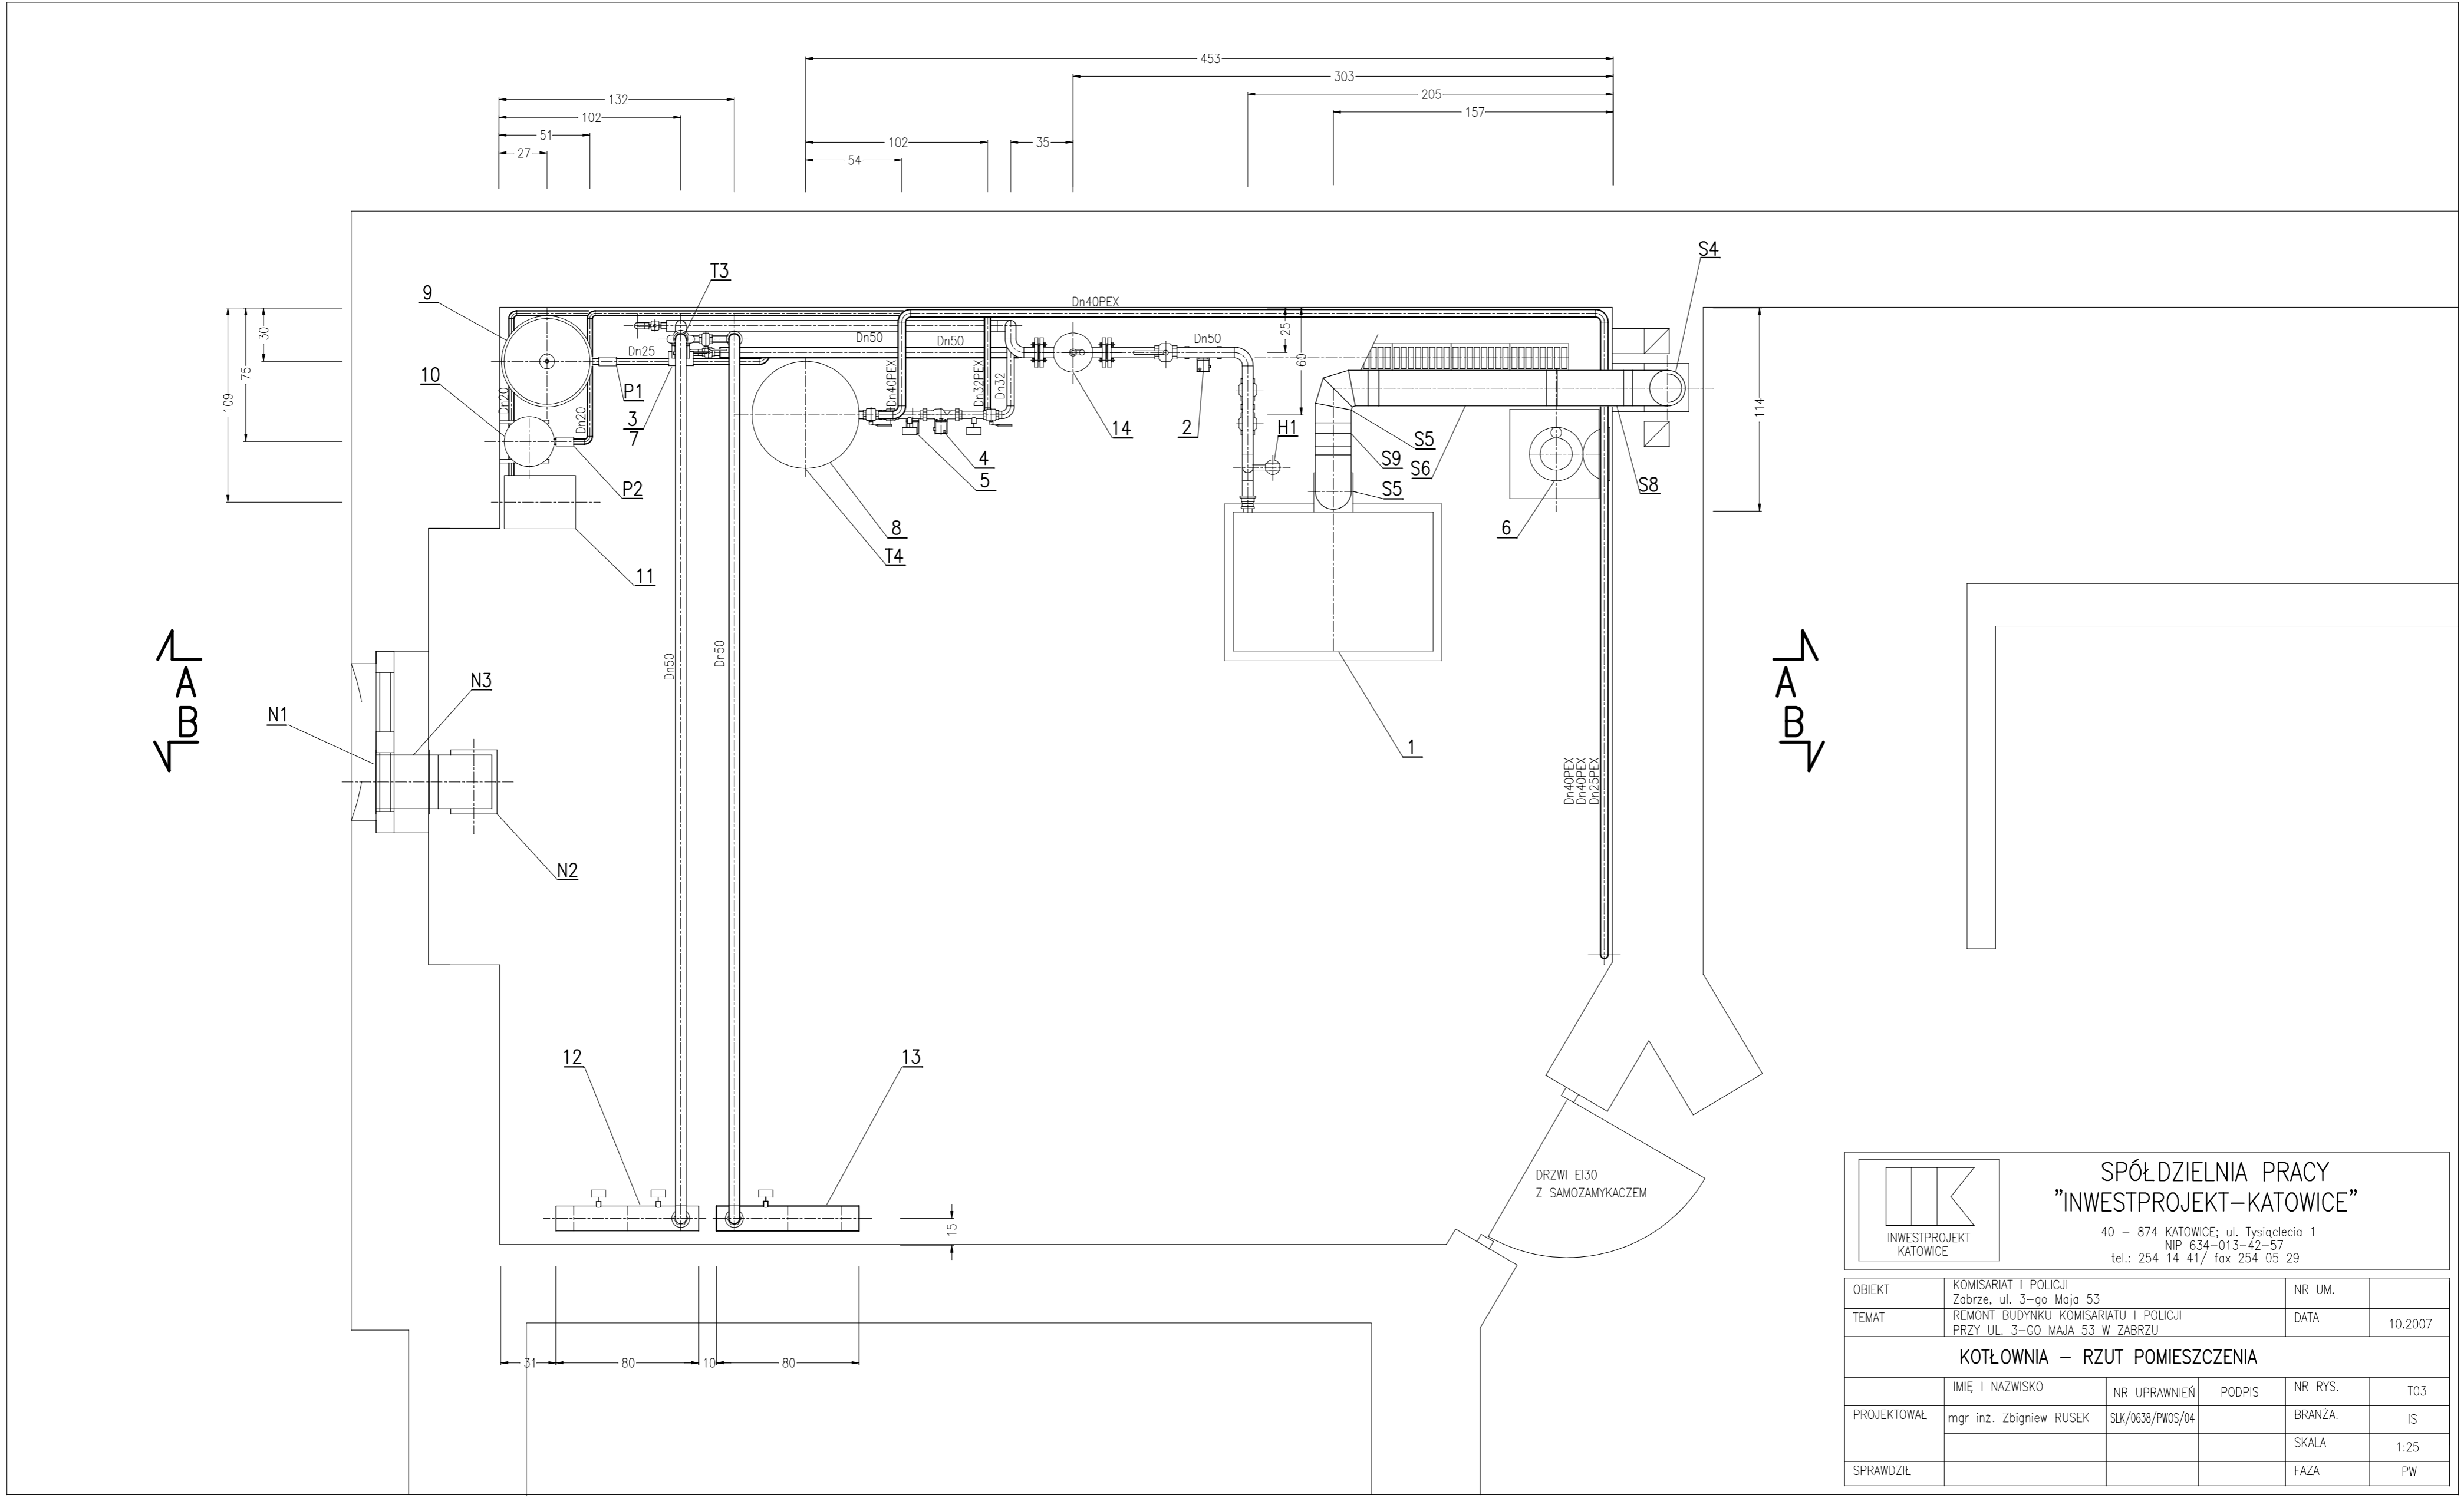 453
303
205
157
132
102
51
27
102
54
35
S4
T3
9
Dn40PEX
30
75
109
10
Dn25
Dn50
Dn50
Dn50
25
60
114
Dn20
Dn20
P1
3
7
P2
Dn40PEX
Dn32PEX
Dn32
4
5
14
2
H1
S5
S9
S6
S5
S8
6
8
T4
11
A
B
N1
N3
N2
Dn50
Dn50
1
A
B
Dn40PEX
Dn40PEX
Dn25PEX
12
13
15
31
80
10
80
DRZWI EI30
Z SAMOZAMYKACZEM
INWESTPROJEKT
KATOWICE
SPÓŁDZIELNIA PRACY
"INWESTPROJEKT-KATOWICE"
40 - 874 KATOWICE; ul. Tysiąclecia 1
NIP 634-013-42-57
tel.: 254 14 41/ fax 254 05 29
OBIEKT
KOMISARIAT I POLICJI
Zabrze, ul. 3-go Maja 53
NR UM.
TEMAT
REMONT BUDYNKU KOMISARIATU I POLICJI
PRZY UL. 3-GO MAJA 53 W ZABRZU
DATA
10.2007
KOTŁOWNIA - RZUT POMIESZCZENIA
IMIĘ I NAZWISKO
NR UPRAWNIEŃ
PODPIS
NR RYS.
T03
PROJEKTOWAŁ
mgr inż. Zbigniew RUSEK
SLK/0638/PWOS/04
BRANŻA.
IS
SKALA
1:25
SPRAWDZIŁ
FAZA
PW